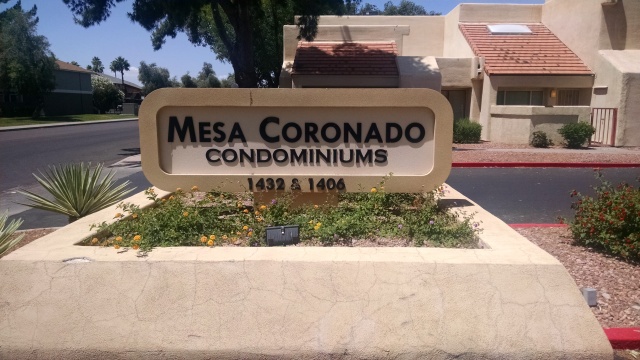 MESA CORONADO
CONDOMINIUMS
1432 & 1406